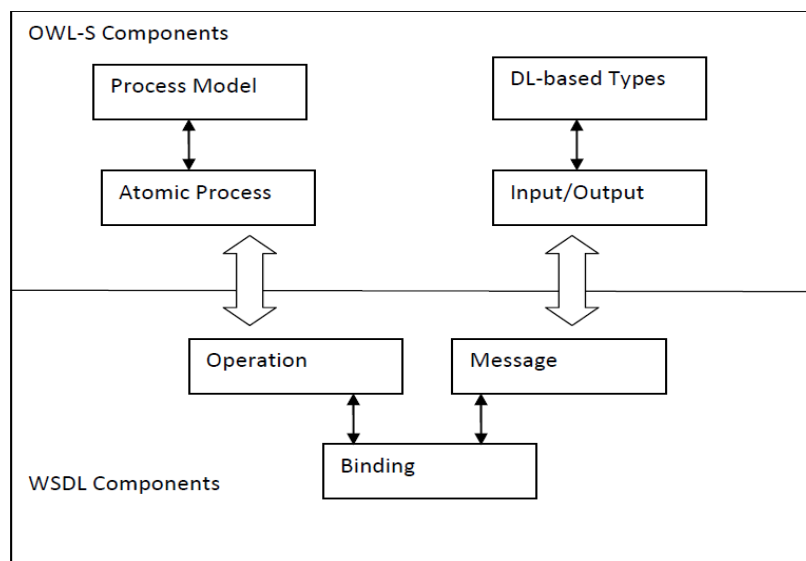 OWL-S Components
Process Model
DL-based Types
Atomic Process
Input/Output
Operation
Message
Binding
WSDL Components